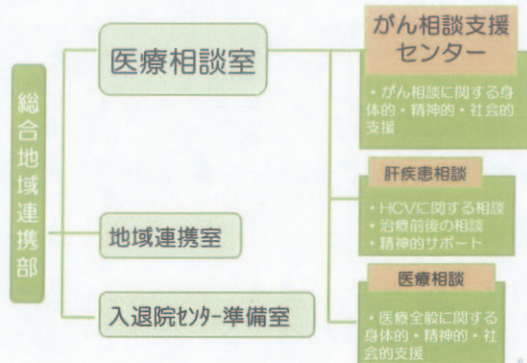 総合地域連携部
医療相談室
地域連携室
入退院センター準備室
がん相談支援
センター
・がん相談に関する身
体的・精神的・社会的
支援
肝疾患相談
・HCVに関する相談
・治療前後の相談
・精神的サポート
医療相談
・医療全般に関する
身体的・精神的・社
会的支援